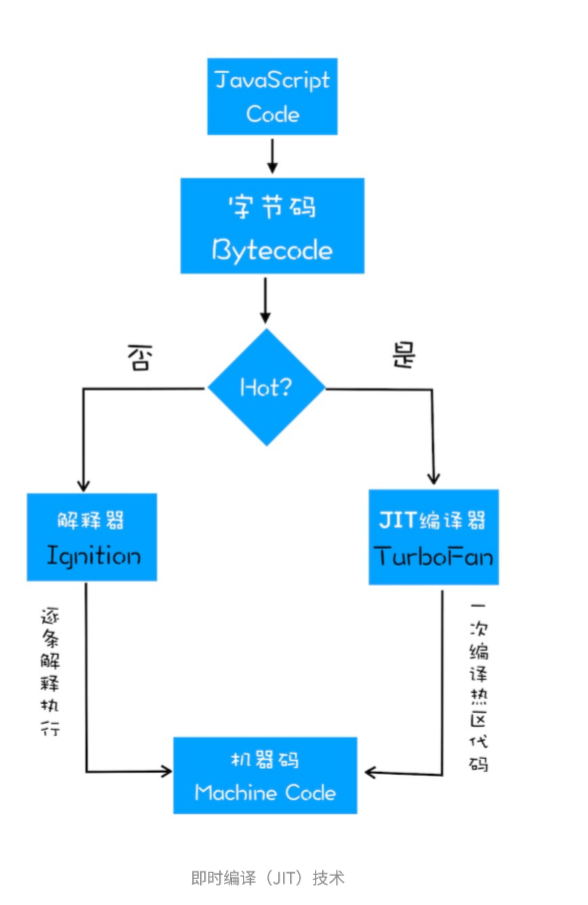 JavaScript
Code
字节码
Bytecode
否
是
Hot?
解释器
Ignition
JIT编译器
TurboFan
逐条解释执行
一次编译热区代码
机器码
Machine Code
即时编译（JIT）技术